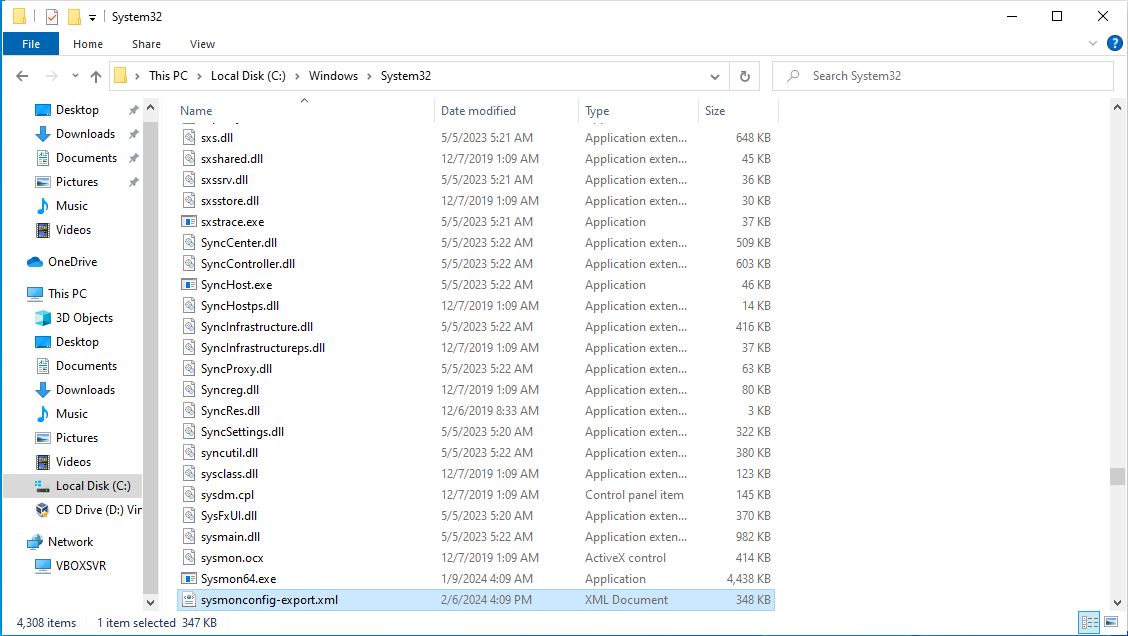 System32
File Home Share View
This PC Local Disk (C:) Windows System32
Search System32
Desktop
Downloads
Documents
Pictures
Music
Videos
OneDrive
This PC
3D Objects
Desktop
Documents
Downloads
Music
Pictures
Videos
Local Disk (C:)
CD Drive (D:) Vir
Network
VBOXSVR
Name Date modified Type Size
sxs.dll 5/5/2023 5:21 AM Application exten... 648 KB
sxshared.dll 12/7/2019 1:09 AM Application exten... 45 KB
sxssrv.dll 5/5/2023 5:21 AM Application exten... 36 KB
sxsstore.dll 12/7/2019 1:09 AM Application exten... 30 KB
sxstrace.exe 5/5/2023 5:21 AM Application 37 KB
SyncCenter.dll 5/5/2023 5:22 AM Application exten... 509 KB
SyncController.dll 5/5/2023 5:22 AM Application exten... 603 KB
SyncHost.exe 5/5/2023 5:22 AM Application 46 KB
SyncHostps.dll 12/7/2019 1:09 AM Application exten... 14 KB
SyncInfrastructure.dll 5/5/2023 5:22 AM Application exten... 416 KB
SyncInfrastructureps.dll 12/7/2019 1:09 AM Application exten... 37 KB
SyncProxy.dll 5/5/2023 5:22 AM Application exten... 63 KB
Syncreg.dll 12/7/2019 1:09 AM Application exten... 80 KB
SyncRes.dll 12/6/2019 8:33 AM Application exten... 3 KB
SyncSettings.dll 5/5/2023 5:20 AM Application exten... 322 KB
syncutil.dll 5/5/2023 5:22 AM Application exten... 380 KB
sysclass.dll 12/7/2019 1:09 AM Application exten... 123 KB
sysdm.cpl 12/7/2019 1:09 AM Control panel item 145 KB
SysFxUI.dll 5/5/2023 5:20 AM Application exten... 370 KB
sysmain.dll 5/5/2023 5:22 AM Application exten... 982 KB
sysmon.ocx 12/7/2019 1:09 AM ActiveX control 414 KB
Sysmon64.exe 1/9/2024 4:09 AM Application 4,438 KB
sysmonconfig-export.xml 2/6/2024 4:09 PM XML Document 348 KB
4,308 items 1 item selected 347 KB